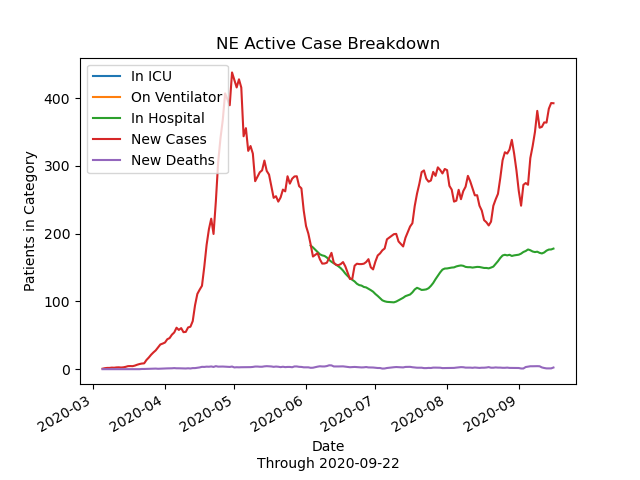 NE Active Case Breakdown
In ICU
On Ventilator
In Hospital
New Cases
New Deaths
Patients in Category
400
300
200
100
0
2020-03
2020-04
2020-05
2020-06
2020-07
2020-08
2020-09
Date
Through 2020-09-22